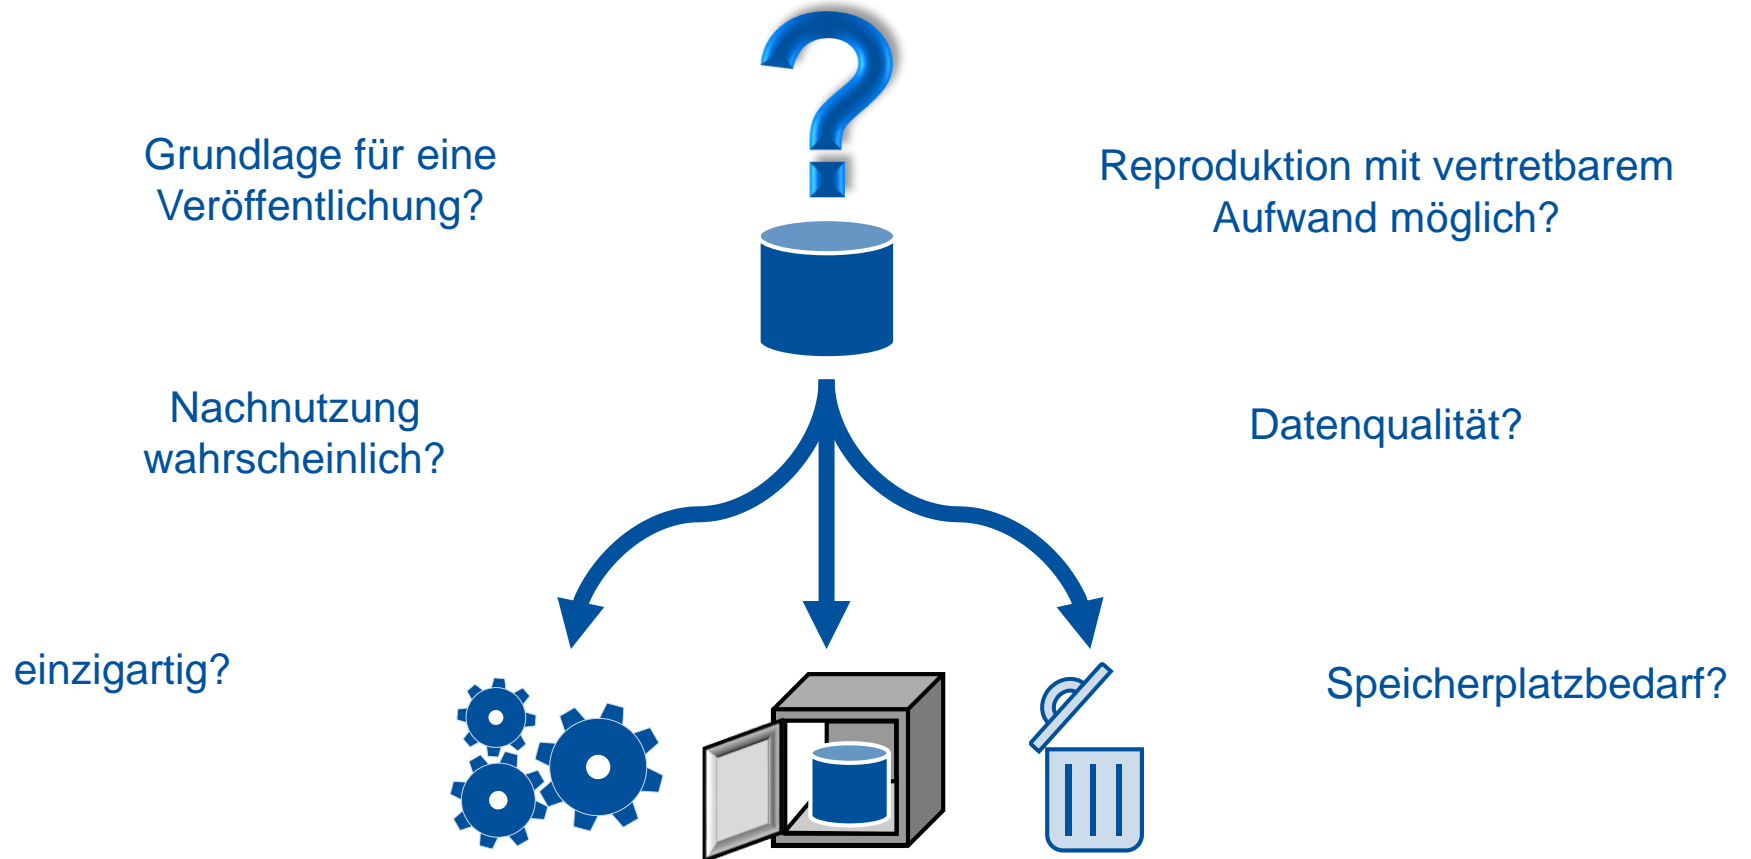 ?
Grundlage für eine
Veröffentlichung?
Reproduktion mit vertretbarem
Aufwand möglich?
Nachnutzung
wahrscheinlich?
Datenqualität?
einzigartig?
Speicherplatzbedarf?